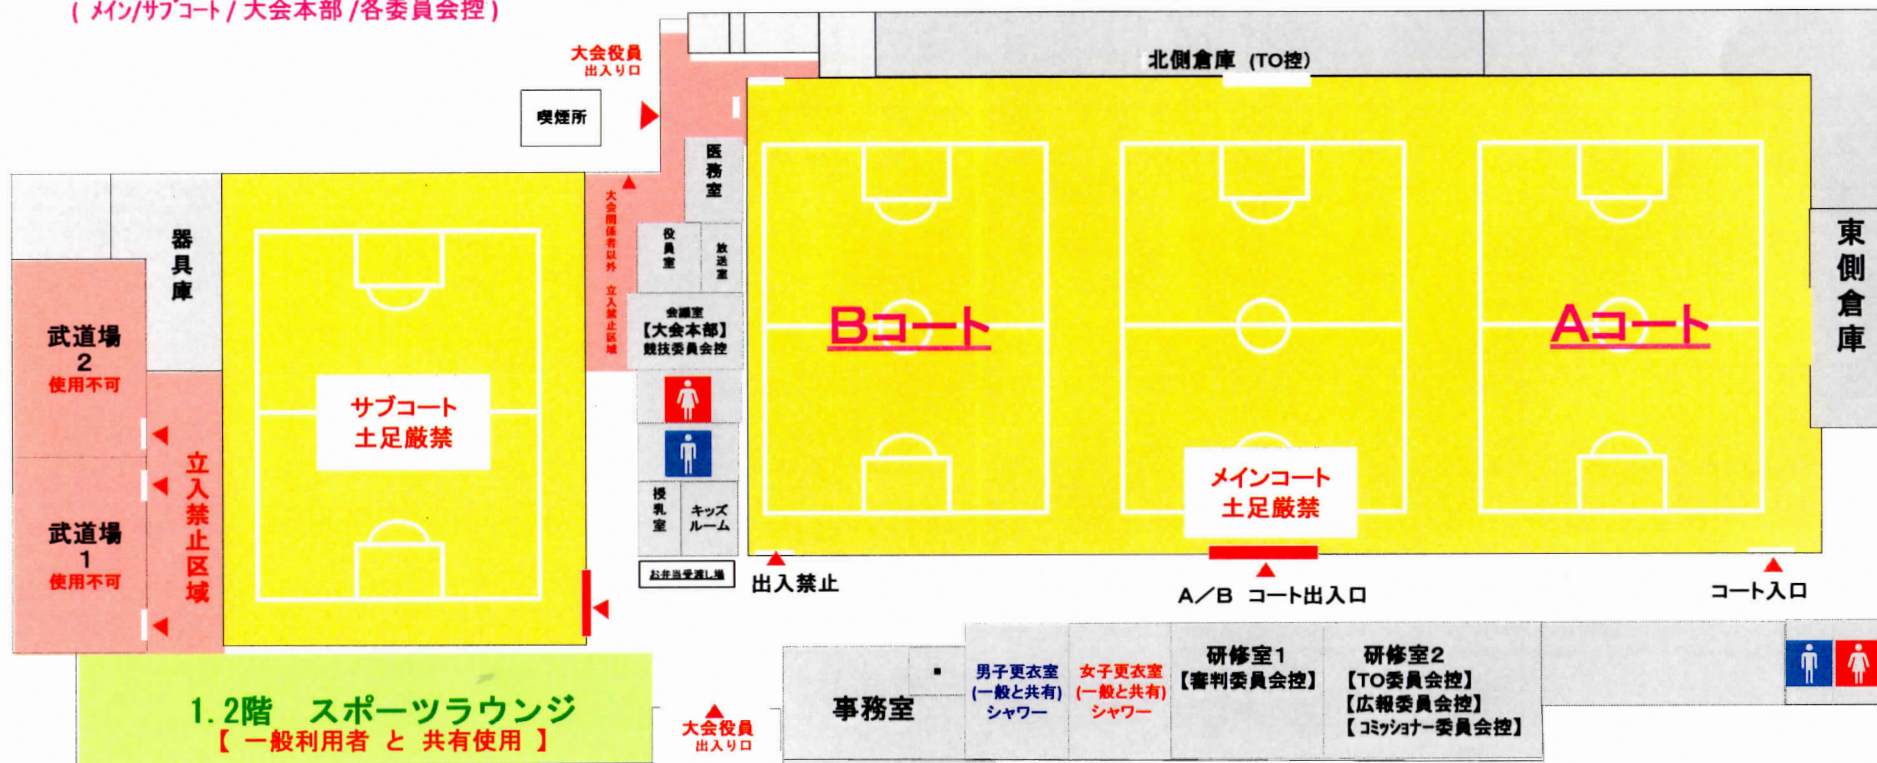 ( メイン/サブコート / 大会本部 /各委員会控 )
大会役員
出入り口
喫煙所
北側倉庫 (TO控)
医務室
器具庫
大会関係者以外 立入禁止区域
役員室
放送室
会議室
【大会本部】
競技委員会控
Bコート
Aコート
東側倉庫
武道場
2
使用不可
サブコート
土足厳禁
メインコート
土足厳禁
立入禁止区域
授乳室
キッズ
ルーム
武道場
1
使用不可
お弁当受渡し場
出入禁止
A/B コート出入口
コート入口
1.2階 スポーツラウンジ
【 一般利用者 と 共有使用 】
大会役員
出入り口
事務室
男子更衣室
(一般と共有)
シャワー
女子更衣室
(一般と共有)
シャワー
研修室1
【審判委員会控】
研修室2
【TO委員会控】
【広報委員会控】
【コミッショナー委員会控】